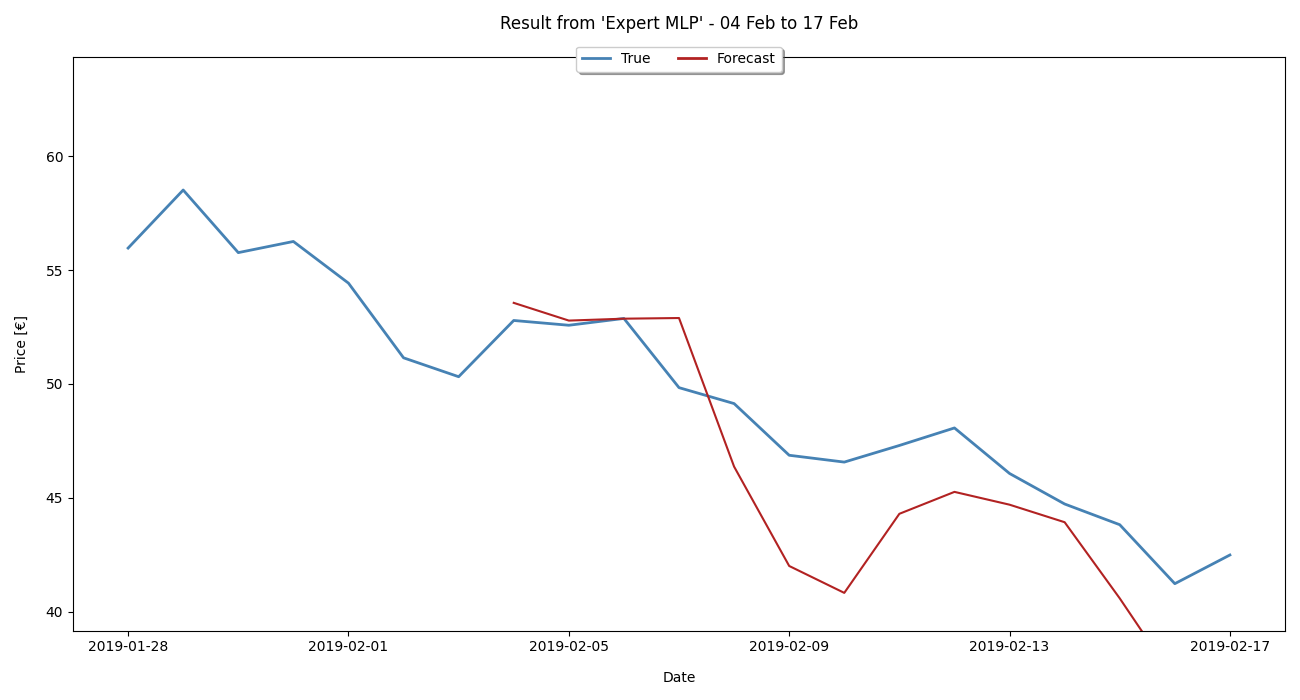 Result from 'Expert MLP' - 04 Feb to 17 Feb
True Forecast
60
55
50
45
40
Price [€]
2019-01-28 2019-02-01 2019-02-05 2019-02-09 2019-02-13 2019-02-17
Date